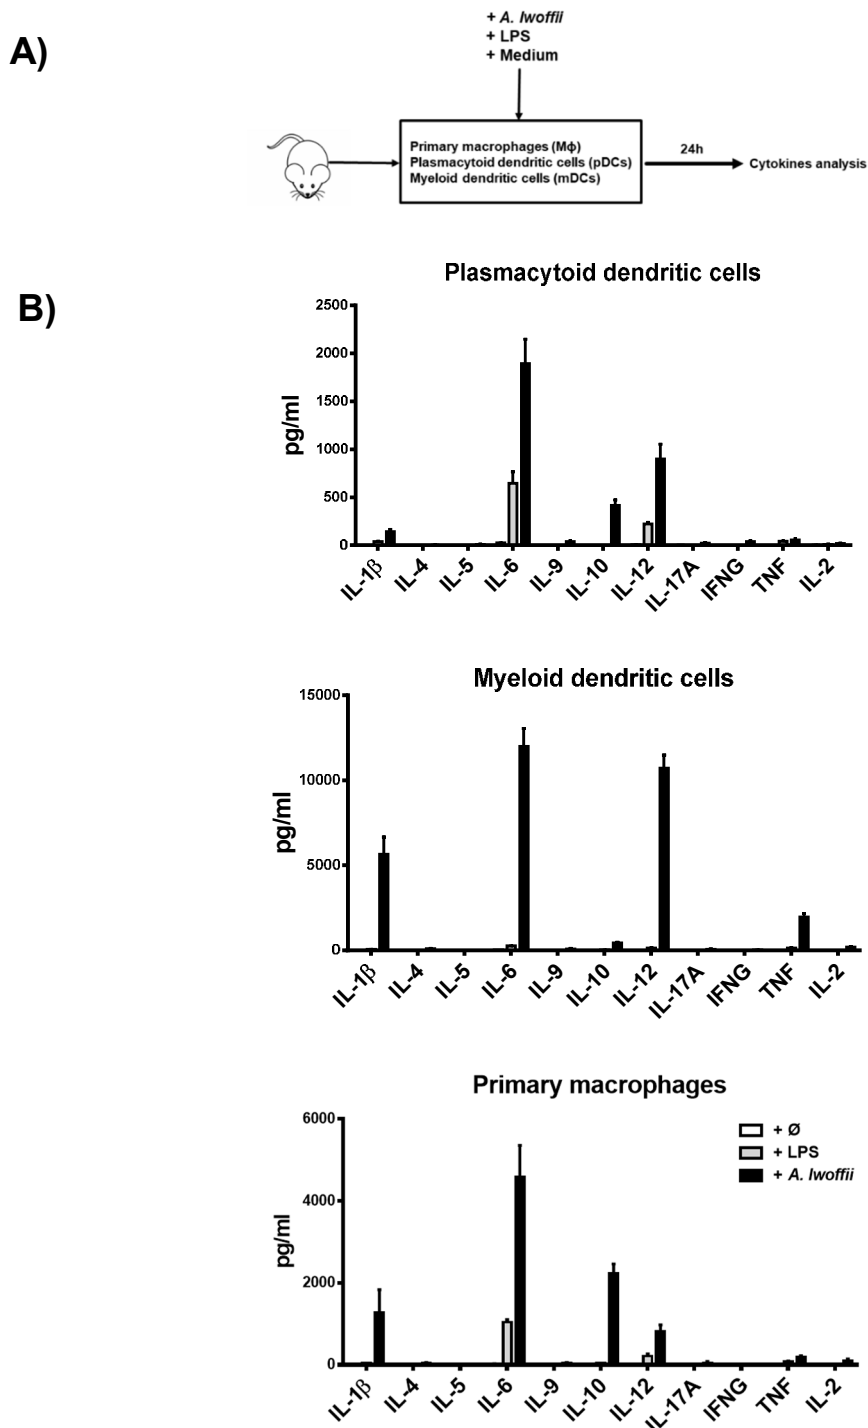 A)
+ A. lwoffii
+ LPS
+ Medium
Primary macrophages (Mϕ)
Plasmacytoid dendritic cells (pDCs)
Myeloid dendritic cells (mDCs)
24h
Cytokines analysis
B)
Plasmacytoid dendritic cells
pg/ml
2500
2000
1500
1000
500
0
IL-1β IL-4 IL-5 IL-6 IL-9 IL-10 IL-12 IL-17A IFNG TNF IL-2
Myeloid dendritic cells
pg/ml
15000
10000
5000
0
IL-1β IL-4 IL-5 IL-6 IL-9 IL-10 IL-12 IL-17A IFNG TNF IL-2
Primary macrophages
pg/ml
6000
4000
2000
0
+ Ø
+ LPS
+ A. lwoffii
IL-1β IL-4 IL-5 IL-6 IL-9 IL-10 IL-12 IL-17A IFNG TNF IL-2